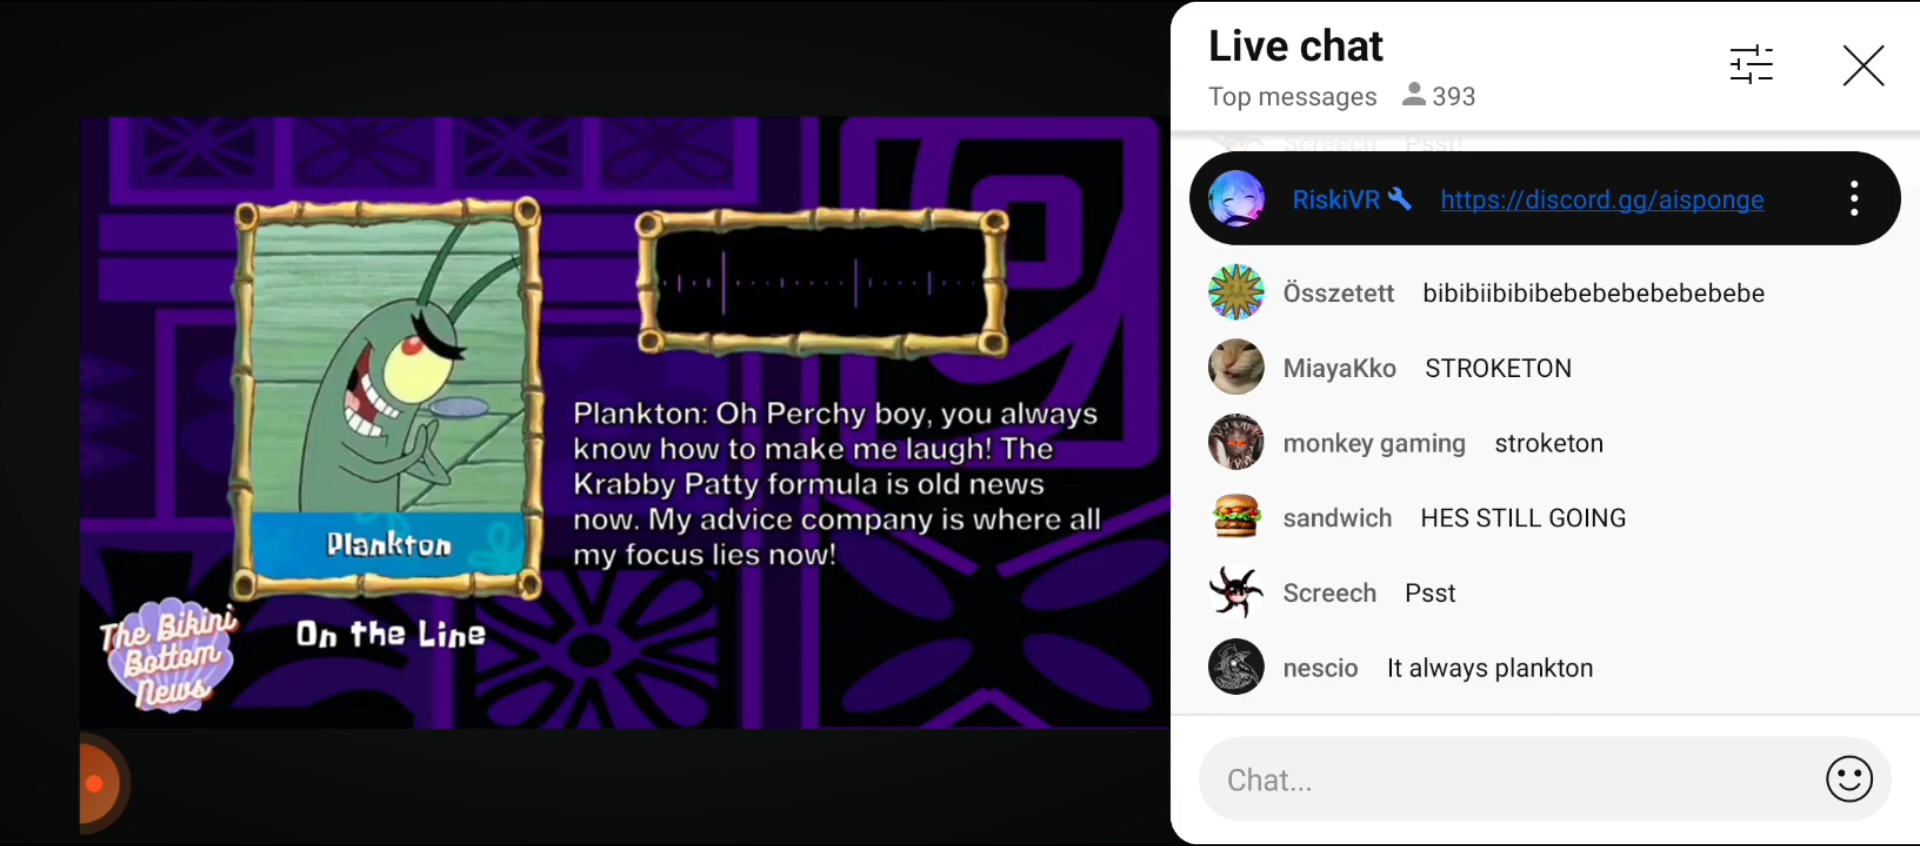 Plankton
On the Line
The Bikini
Bottom
News
Plankton: Oh Perchy boy, you always
know how to make me laugh! The
Krabby Patty formula is old news
now. My advice company is where all
my focus lies now!
Live chat
Top messages 393
Screech Psst!
RiskiVR https://discord.gg/aisponge
Összetett bibibiibibibebebebebebebebe
MiayaKko STROKETON
monkey gaming stroketon
sandwich HES STILL GOING
Screech Psst
nescio It always plankton
Chat...